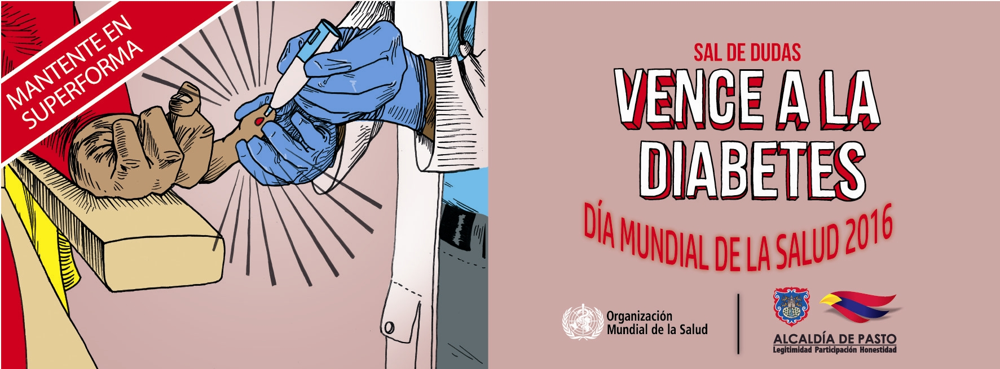 MANTENTE EN
SUPERFORMA
SAL DE DUDAS
VENCE A LA
DIABETES
DÍA MUNDIAL DE LA SALUD 2016
Organización
Mundial de la Salud
ALCALDÍA DE PASTO
Legitimidad Participación Honestidad